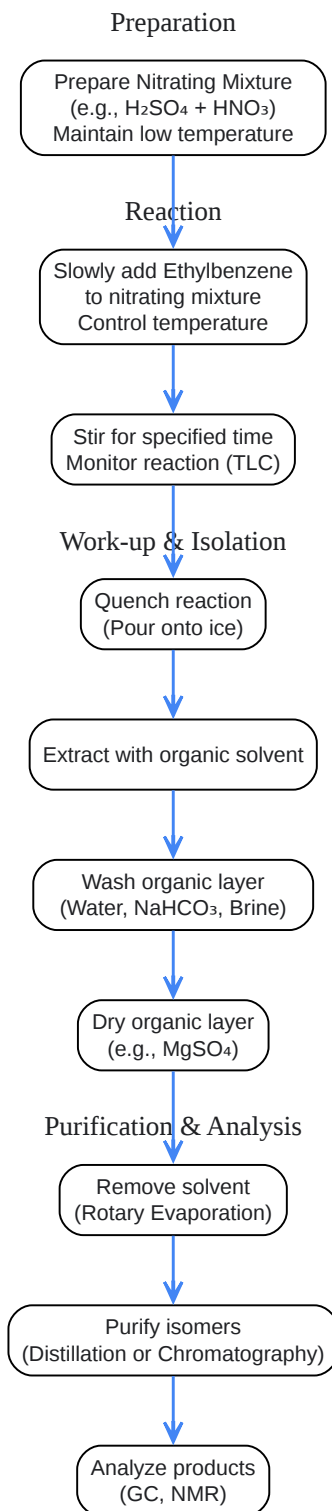 Preparation
Prepare Nitrating Mixture
(e.g., H₂SO₄ + HNO₃)
Maintain low temperature
Reaction
Slowly add Ethylbenzene
to nitrating mixture
Control temperature
Stir for specified time
Monitor reaction (TLC)
Work-up & Isolation
Quench reaction
(Pour onto ice)
Extract with organic solvent
Wash organic layer
(Water, NaHCO₃, Brine)
Dry organic layer
(e.g., MgSO₄)
Purification & Analysis
Remove solvent
(Rotary Evaporation)
Purify isomers
(Distillation or Chromatography)
Analyze products
(GC, NMR)